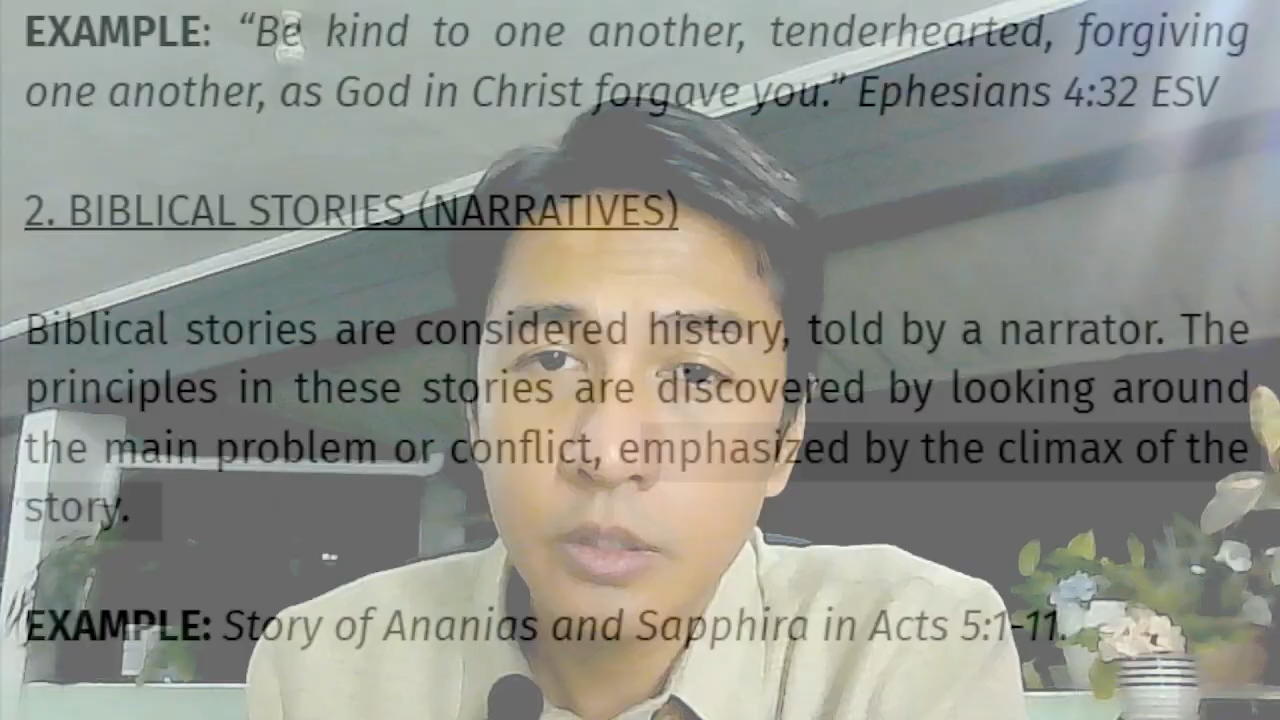 EXAMPLE: “Be kind to one another, tenderhearted, forgiving
one another, as God in Christ forgave you.” Ephesians 4:32 ESV
2. BIBLICAL STORIES (NARRATIVES)
Biblical stories are considered history, told by a narrator. The
principles in these stories are discovered by looking around
the main problem or conflict, emphasized by the climax of the
story.
EXAMPLE: Story of Ananias and Sapphira in Acts 5:1-11.